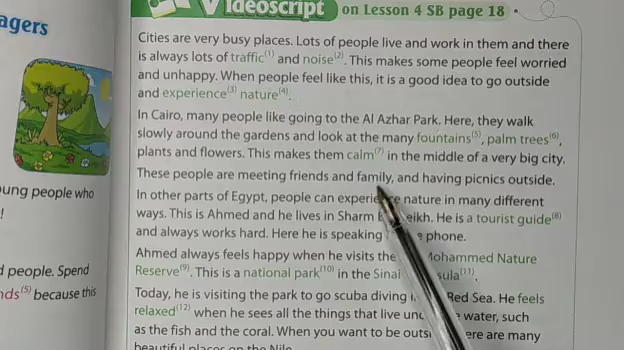 agers
Videoscript on Lesson 4 SB page 18
Cities are very busy places. Lots of people live and work in them and there
is always lots of traffic(1) and noise(2). This makes some people feel worried
and unhappy. When people feel like this, it is a good idea to go outside
and experience(3) nature(4).
In Cairo, many people like going to the Al Azhar Park. Here, they walk
slowly around the gardens and look at the many fountains(5), palm trees(6),
plants and flowers. This makes them calm(7) in the middle of a very big city.
These people are meeting friends and family, and having picnics outside.
In other parts of Egypt, people can experience nature in many different
ways. This is Ahmed and he lives in Sharm E eikh. He is a tourist guide(8)
and always works hard. Here he is speaking e phone.
Ahmed always feels happy when he visits the Mohammed Nature
Reserve(9). This is a national park(10) in the Sinai sula(11).
Today, he is visiting the park to go scuba diving Red Sea. He feels
relaxed(12) when he sees all the things that live und e water, such
as the fish and the coral. When you want to be outsi ere are many
beautiful places on the Nile
ung people who
!
d people. Spend
nds(5) because this